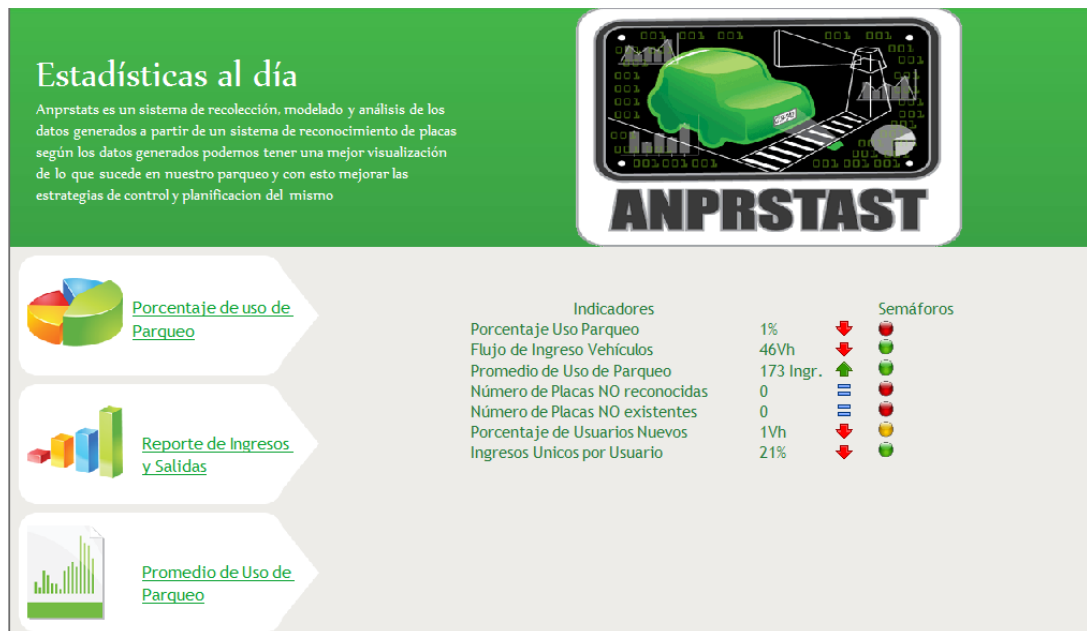 Estadísticas al día
Anprstats es un sistema de recolección, modelado y análisis de los
datos generados a partir de un sistema de reconocimiento de placas
según los datos generados podemos tener una mejor visualización
de lo que sucede en nuestro parqueo y con esto mejorar las
estrategias de control y planificacion del mismo
ANPRSTAST
Porcentaje de uso de
Parqueo
Reporte de Ingresos
y Salidas
Promedio de Uso de
Parqueo
Indicadores Semáforos
Porcentaje Uso Parqueo 1%
Flujo de Ingreso Vehículos 46Vh
Promedio de Uso de Parqueo 173 Ingr.
Número de Placas NO reconocidas 0
Número de Placas NO existentes 0
Porcentaje de Usuarios Nuevos 1Vh
Ingresos Unicos por Usuario 21%